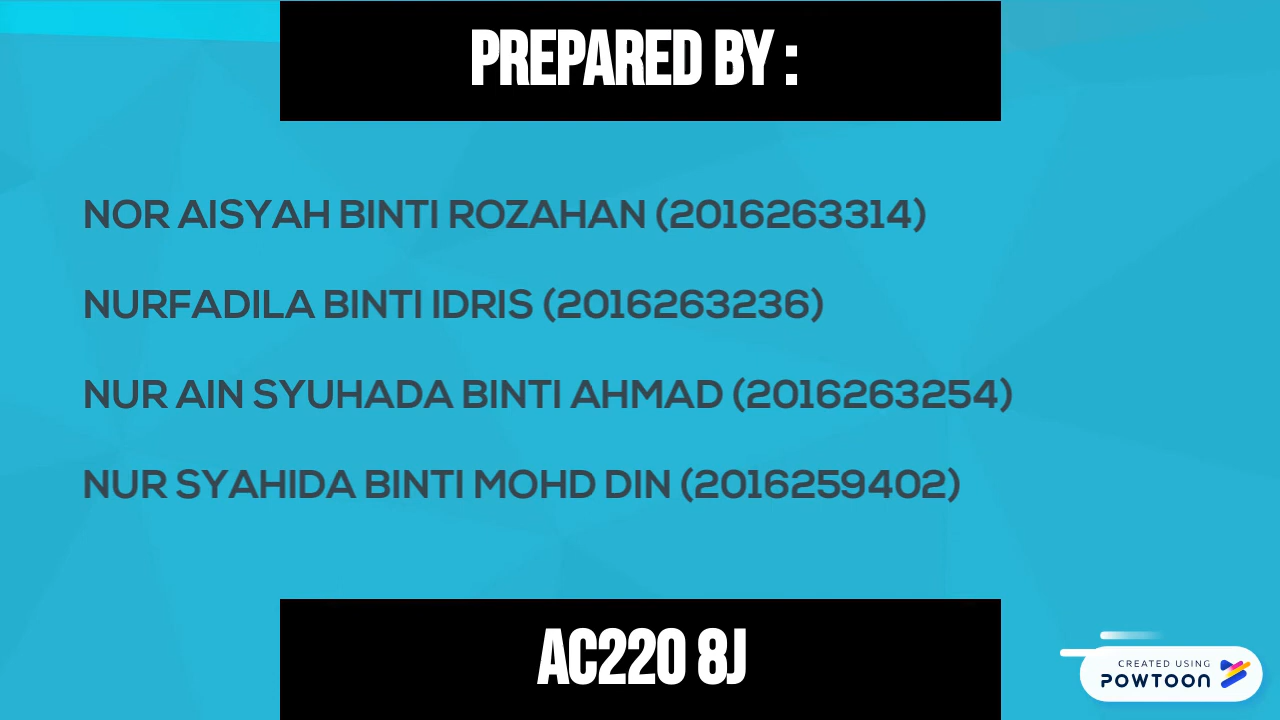 PREPARED BY :
NOR AISYAH BINTI ROZAHAN (2016263314)
NURFADILA BINTI IDRIS (2016263236)
NUR AIN SYUHADA BINTI AHMAD (2016263254)
NUR SYAHIDA BINTI MOHD DIN (2016259402)
AC220 8J
CREATED USING
POWTOON